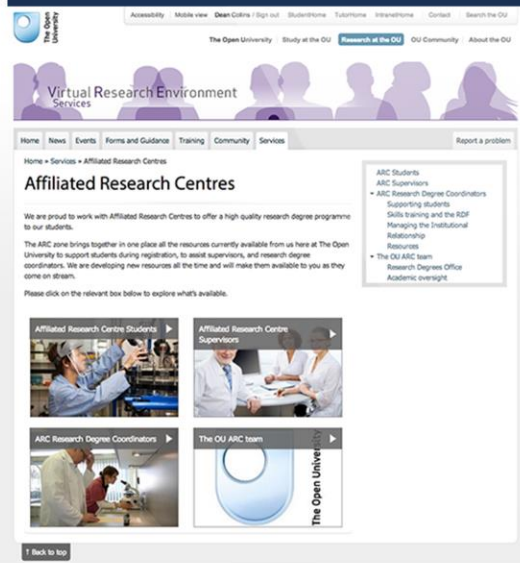 The Open
University
Accessibility Mobile view Dean Collins / Sign out StudentHome TutorHome IntranetHome Contact Search the OU
The Open University Study at the OU Research at the OU OU Community About the OU
Virtual Research Environment
Services
Home News Events Forms and Guidance Training Community Services Report a problem
Home » Services » Affiliated Research Centres
Affiliated Research Centres
We are proud to work with Affiliated Research Centres to offer a high quality research degree programme
to our students.
The ARC zone brings together in one place all the resources currently available from us here at The Open
University to support students during registration, to assist supervisors, and research degree
coordinators. We are developing new resources all the time and will make them available to you as they
come on stream.
Please click on the relevant box below to explore what's available.
ARC Students
ARC Supervisors
ARC Research Degree Coordinators
Supporting students
Skills training and the RDF
Managing the Institutional
Relationship
Resources
The OU ARC team
Research Degrees Office
Academic oversight
Affiliated Research Centre Students
Affiliated Research Centre
Supervisors
ARC Research Degree Coordinators
The OU ARC team
The Open University
↑ Back to top